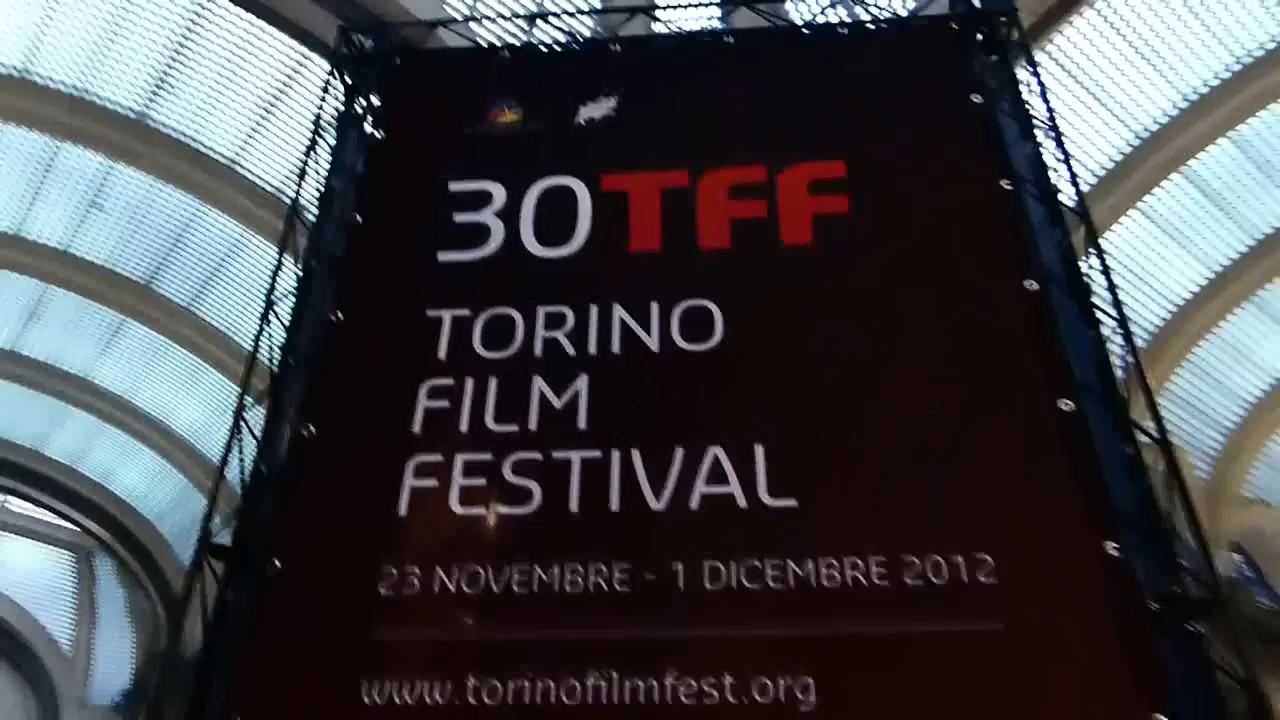 30TFF
TORINO
FILM
FESTIVAL
23 NOVEMBRE - 1 DICEMBRE 2012
www.torinofilmfest.org